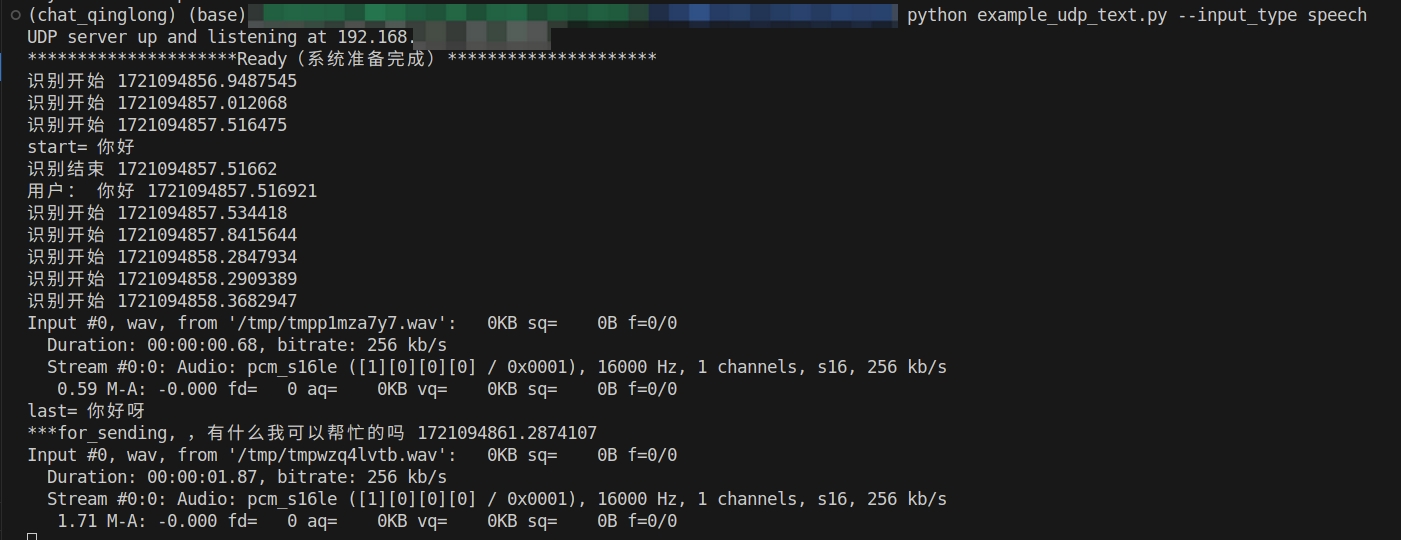 (chat_qinglong) (base) python example_udp_text.py --input_type speech
UDP server up and listening at 192.168.
*********************Ready（系统准备完成）*********************
识别开始 1721094856.9487545
识别开始 1721094857.012068
识别开始 1721094857.516475
start= 你好
识别结束 1721094857.51662
用户： 你好 1721094857.516921
识别开始 1721094857.534418
识别开始 1721094857.8415644
识别开始 1721094858.2847934
识别开始 1721094858.2909389
识别开始 1721094858.3682947
Input #0, wav, from '/tmp/tmpp1mza7y7.wav':   0KB sq=    0B f=0/0
  Duration: 00:00:00.68, bitrate: 256 kb/s
  Stream #0:0: Audio: pcm_s16le ([1][0][0][0] / 0x0001), 16000 Hz, 1 channels, s16, 256 kb/s
   0.59 M-A: -0.000 fd=   0 aq=    0KB vq=    0KB sq=    0B f=0/0
last= 你好呀
***for_sending, ，有什么我可以帮忙的吗 1721094861.2874107
Input #0, wav, from '/tmp/tmpwzq4lvtb.wav':   0KB sq=    0B f=0/0
  Duration: 00:00:01.87, bitrate: 256 kb/s
  Stream #0:0: Audio: pcm_s16le ([1][0][0][0] / 0x0001), 16000 Hz, 1 channels, s16, 256 kb/s
   1.71 M-A: -0.000 fd=   0 aq=    0KB vq=    0KB sq=    0B f=0/0